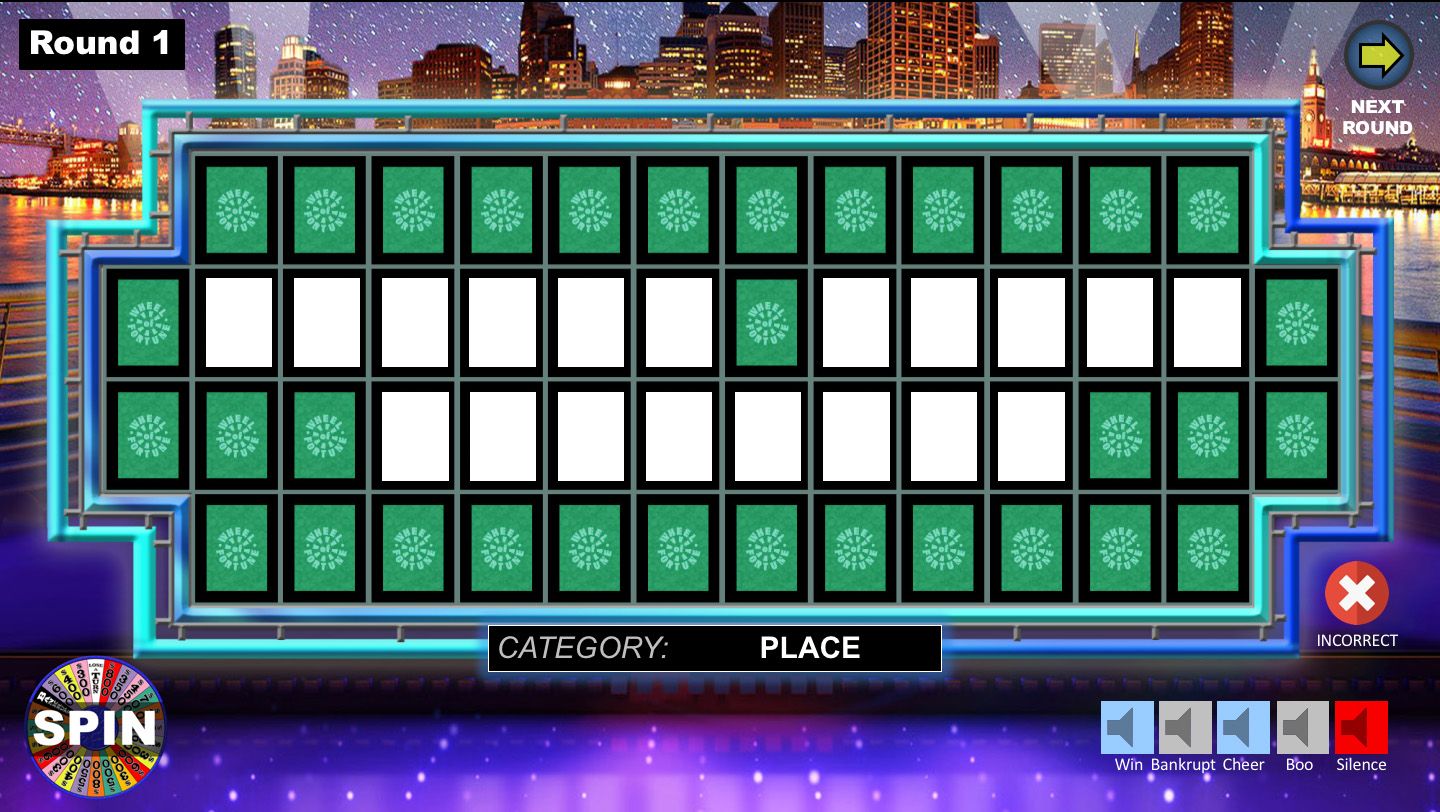 Round 1
NEXT
ROUND
CATEGORY: PLACE
INCORRECT
SPIN
Win Bankrupt Cheer Boo Silence